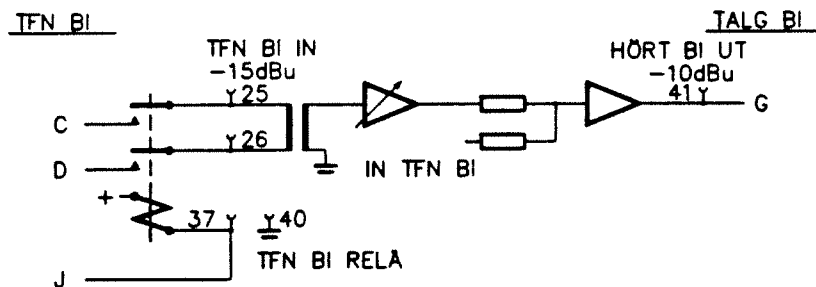 TFN BI
TALG BI
TFN BI IN
-15dBu
HÖRT BI UT
-10dBu
25
41
G
C
26
D
IN TFN BI
+
37
40
TFN BI RELÄ
J